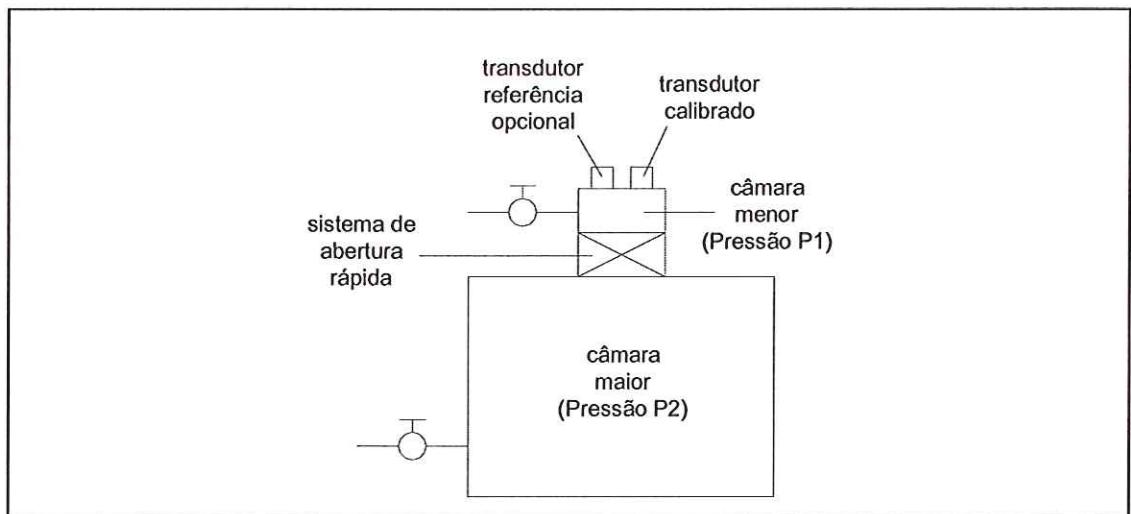 transdutor
referência
opcional
transdutor
calibrado
câmara
menor
(Pressão P1)
sistema de
abertura
rápida
câmara
maior
(Pressão P2)